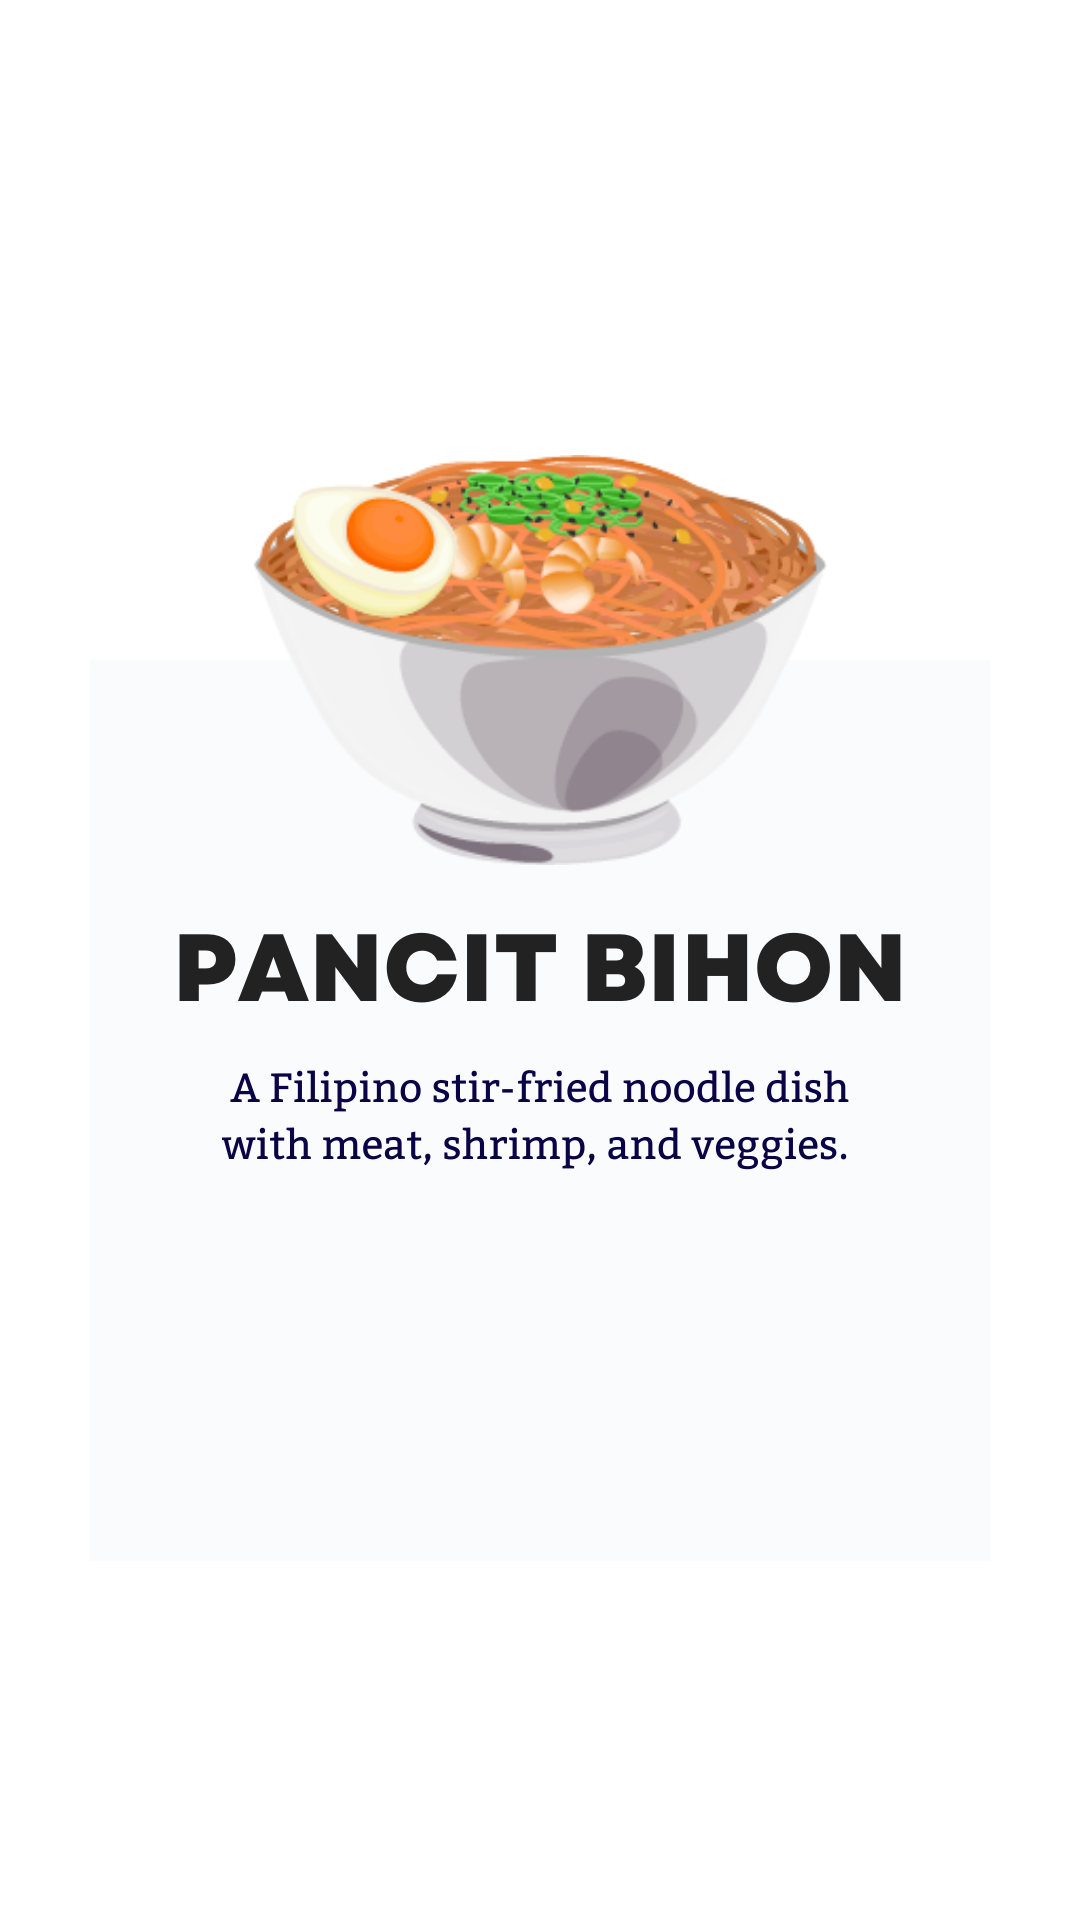 PANCIT BIHON
A Filipino stir-fried noodle dish
with meat, shrimp, and veggies.